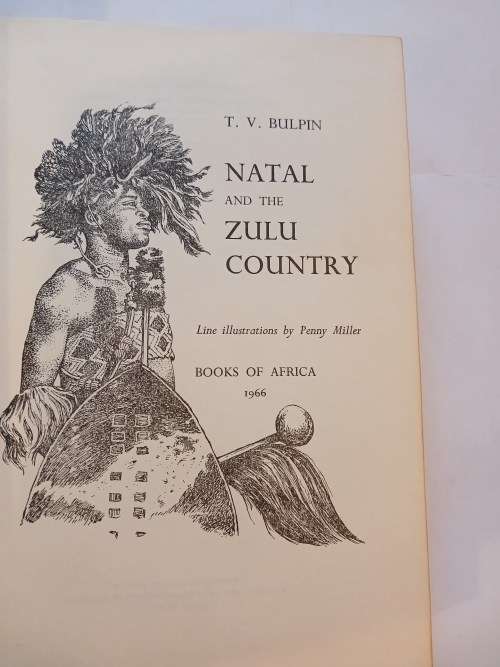 T. V. BULPIN
NATAL
AND THE
ZULU
COUNTRY
Line illustrations by Penny Miller
BOOKS OF AFRICA
1966